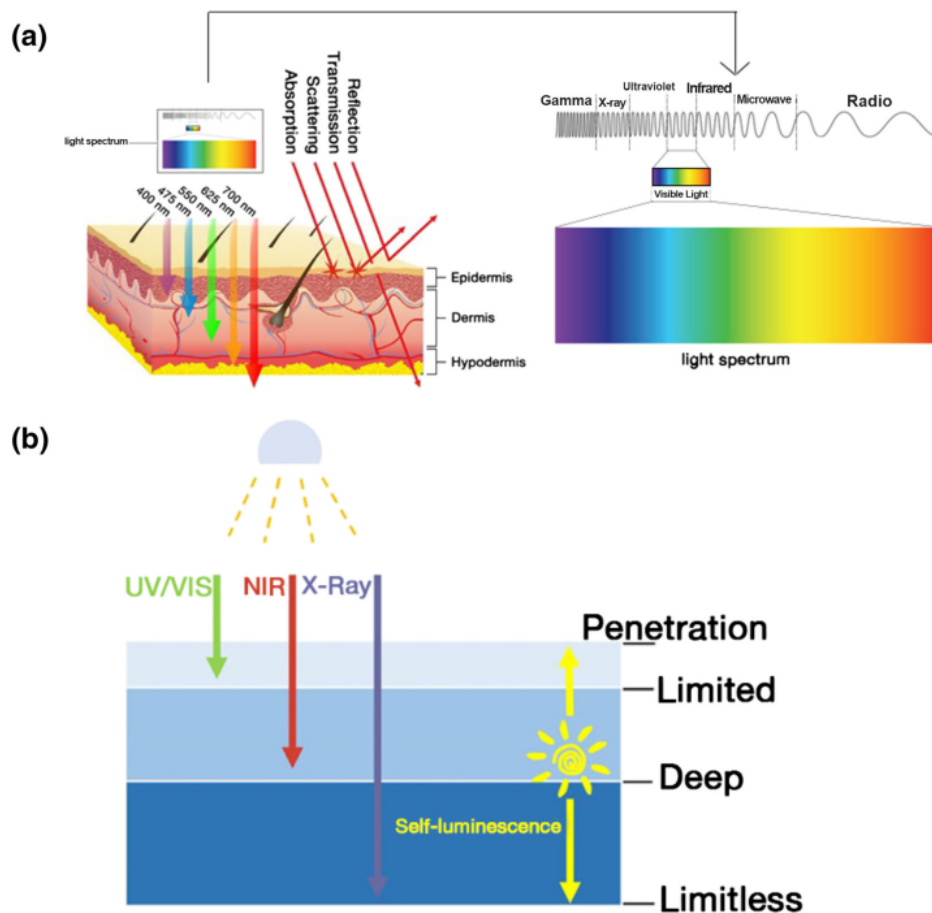 (a)
light spectrum
400 nm
475 nm
550 nm
625 nm
700 nm
Absorption
Scattering
Transmission
Reflection
Epidermis
Dermis
Hypodermis
Gamma
X-ray
Ultraviolet
Infrared
Microwave
Radio
Visible Light
light spectrum
(b)
UV/VIS
NIR
X-Ray
Penetration
Limited
Deep
Self-luminescence
Limitless